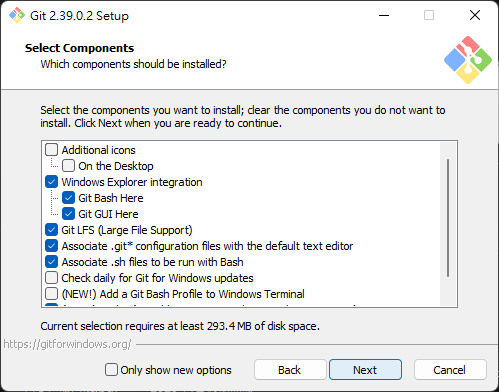 Git 2.39.0.2 Setup
Select Components
Which components should be installed?
Select the components you want to install; clear the components you do not want to
install. Click Next when you are ready to continue.
Additional icons
On the Desktop
Windows Explorer integration
Git Bash Here
Git GUI Here
Git LFS (Large File Support)
Associate .git* configuration files with the default text editor
Associate .sh files to be run with Bash
Check daily for Git for Windows updates
(NEW!) Add a Git Bash Profile to Windows Terminal
Current selection requires at least 293.4 MB of disk space.
https://gitforwindows.org/
Only show new options
Back
Next
Cancel